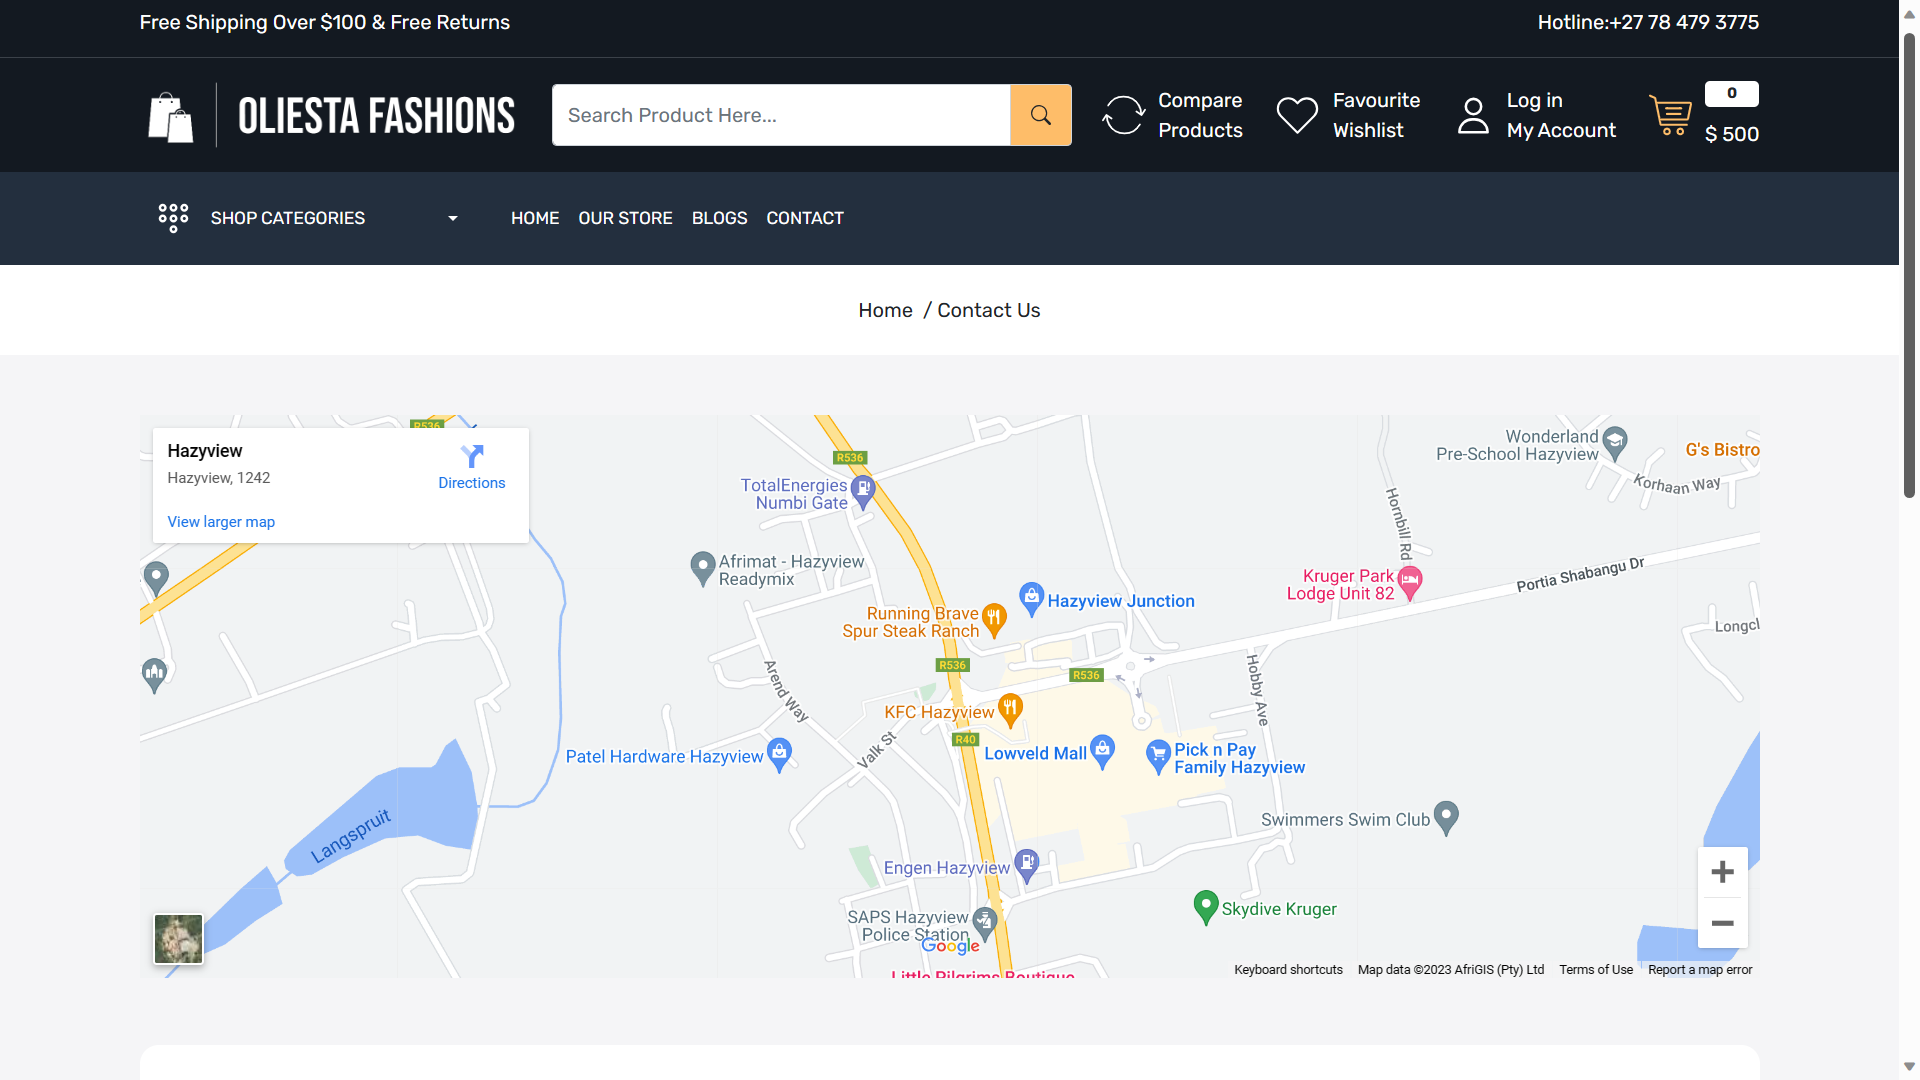 Free Shipping Over $100 & Free Returns
Hotline:+27 78 479 3775
OLIESTA FASHIONS
Search Product Here...
Compare
Products
Favourite
Wishlist
Log in
My Account
0
$ 500
SHOP CATEGORIES
HOME
OUR STORE
BLOGS
CONTACT
Home / Contact Us
R536
Hazyview
Hazyview, 1242
Directions
View larger map
Wonderland
Pre-School Hazyview
G's Bistro
R536
Korhaan Way
TotalEnergies
Numbi Gate
Hornbill Rd
Afrimat - Hazyview
Readymix
Portia Shabangu Dr
Kruger Park
Lodge Unit 82
Hazyview Junction
Running Brave
Spur Steak Ranch
Longcl
R536
R536
Arend Way
Hobby Ave
KFC Hazyview
R40
Valk St
Patel Hardware Hazyview
Lowveld Mall
Pick n Pay
Family Hazyview
Langspruit
Swimmers Swim Club
Engen Hazyview
Skydive Kruger
SAPS Hazyview
Police Station
Google
Little Pilgrims Boutique
Keyboard shortcuts
Map data ©2023 AfriGIS (Pty) Ltd
Terms of Use
Report a map error